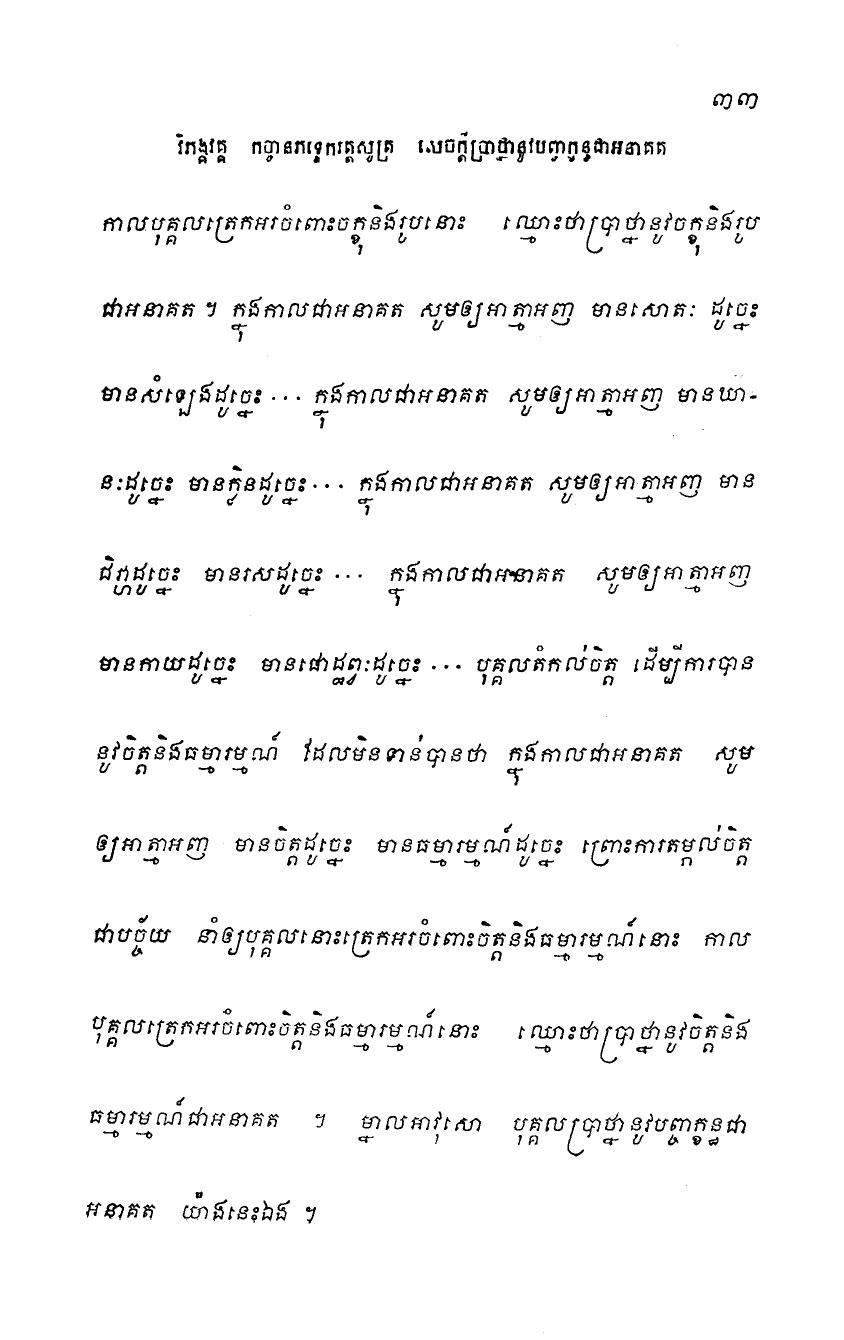 ៣៣
វិភង្គវគ្គ កច្ចានភទ្ទេករត្តសូត្រ សេចក្ដីប្រាថ្នានូវបញ្ចក្ខន្ធជាអនាគត
កាលបុគ្គលត្រេកអរចំពោះចក្ខុនិងរូបនោះ ឈ្មោះថាប្រាថ្នានូវចក្ខុនិងរូប
ជាអនាគត ។ ក្នុងកាលជាអនាគត សូមឲ្យអាត្មាអញ មានសោតៈ ដូច្នេះ
មានសំឡេងដូច្នេះ ... ក្នុងកាលជាអនាគត សូមឲ្យអាត្មាអញ មានឃា-
នៈដូច្នេះ មានក្លិនដូច្នេះ ... ក្នុងកាលជាអនាគត សូមឲ្យអាត្មាអញ មាន
ជិវ្ហាដូច្នេះ មានរសដូច្នេះ ... ក្នុងកាលជាអនាគត សូមឲ្យអាត្មាអញ
មានកាយដូច្នេះ មានផោដ្ឋព្វៈដូច្នេះ ... បុគ្គលតំកល់ចិត្ត ដើម្បីការបាន
នូវចិត្តនិងធម្មារម្មណ៍ ដែលមិនទាន់បានថា ក្នុងកាលជាអនាគត សូម
ឲ្យអាត្មាអញ មានចិត្តដូច្នេះ មានធម្មារម្មណ៍ដូច្នេះ ព្រោះការតម្កល់ចិត្ត
ជាបច្ច័យ នាំឲ្យបុគ្គលនោះត្រេកអរចំពោះចិត្តនិងធម្មារម្មណ៍នោះ កាល
បុគ្គលត្រេកអរចំពោះចិត្តនិងធម្មារម្មណ៍នោះ ឈ្មោះថាប្រាថ្នានូវចិត្តនិង
ធម្មារម្មណ៍ជាអនាគត ។ ម្នាលអាវុសោ បុគ្គលប្រាថ្នានូវបញ្ចក្ខន្ធជា
អនាគត យ៉ាងនេះឯង ។